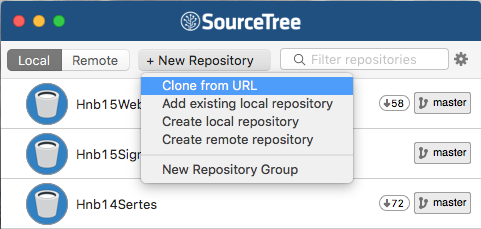 SourceTree
Local Remote + New Repository Filter repositories
Clone from URL
Hnb15Web 58 master
Add existing local repository
Create local repository
Create remote repository
Hnb15Sign master
New Repository Group
Hnb14Sertes 72 master